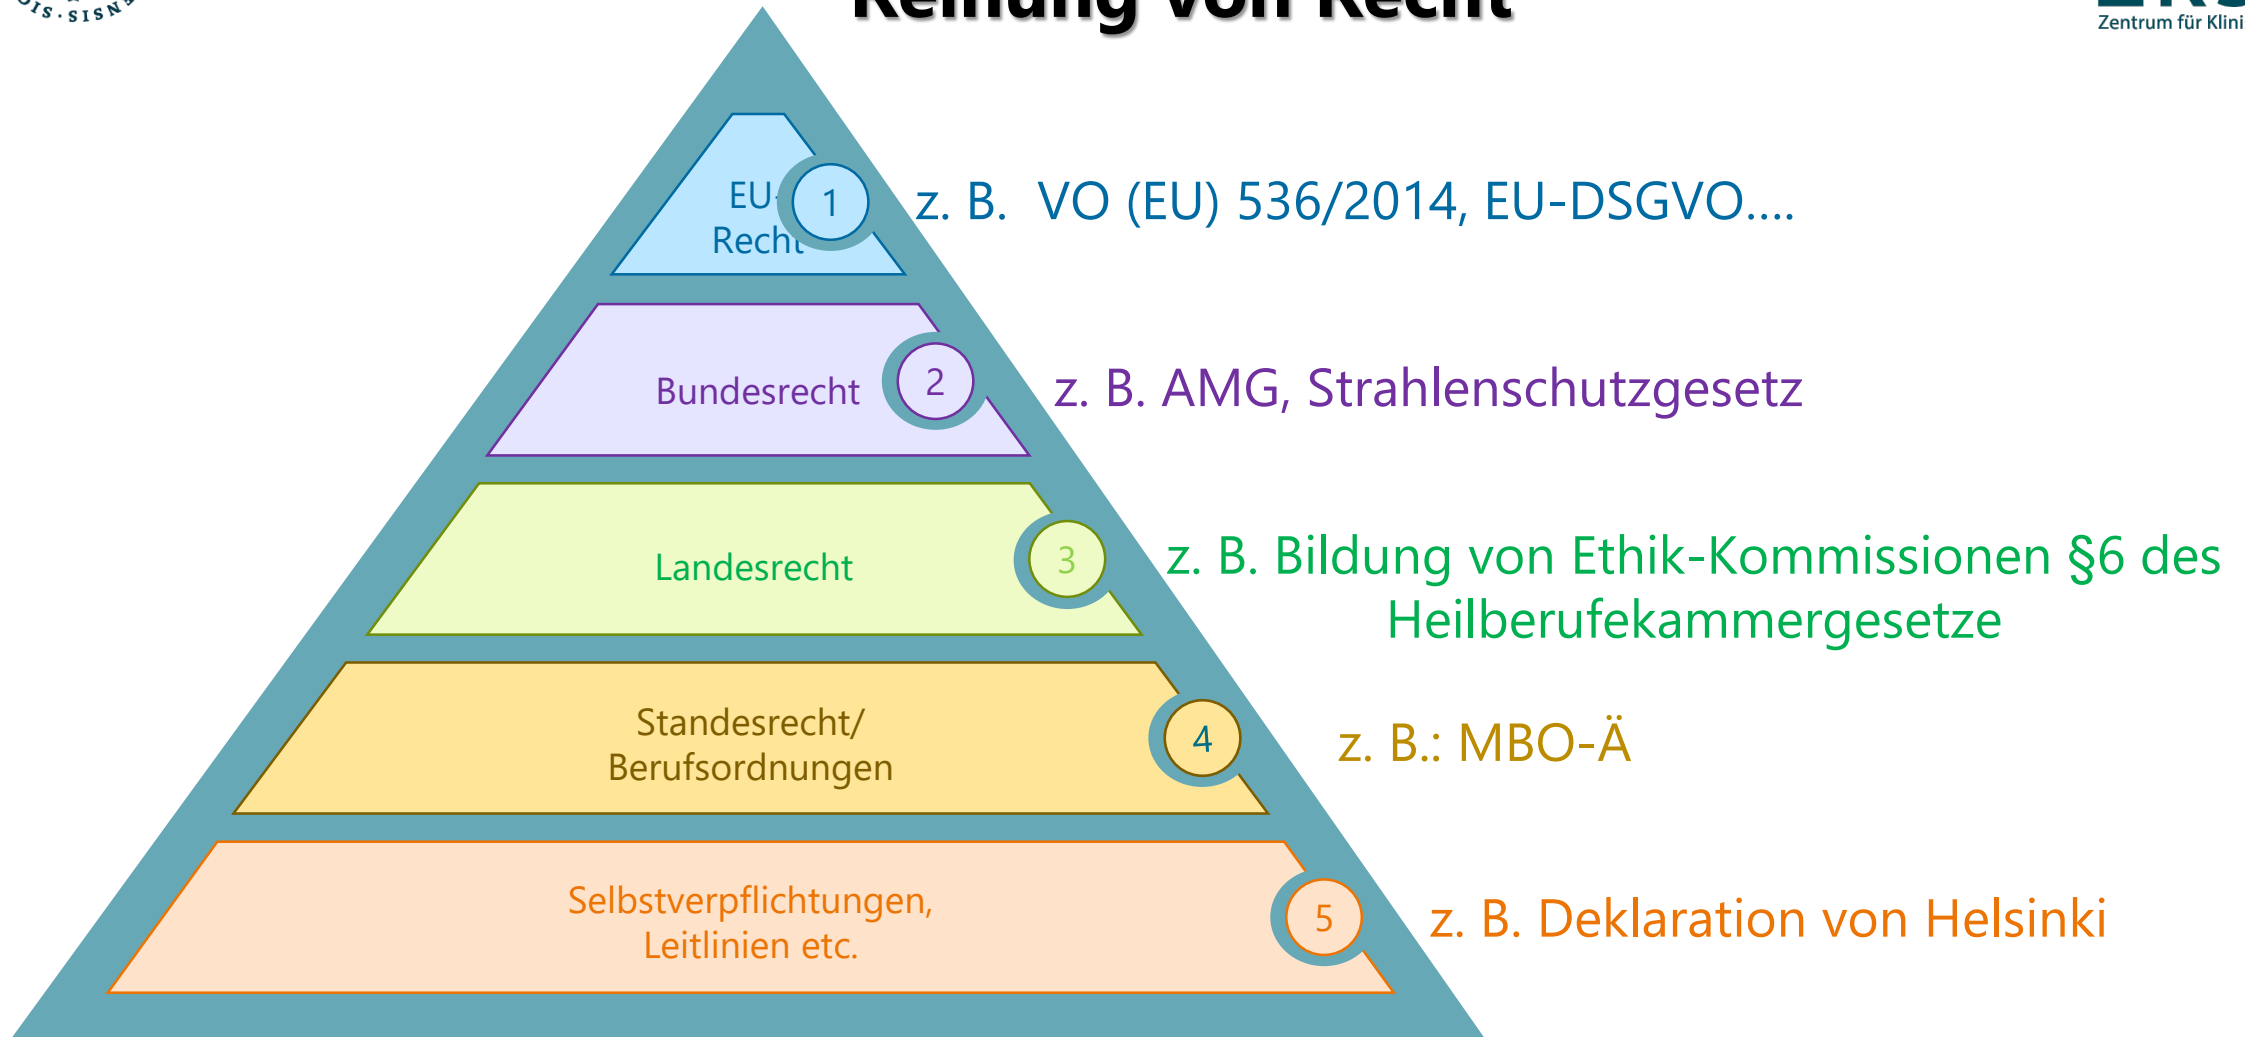 Reihung von Recht
Zentrum für Klini
EU-
Recht
1
z. B. VO (EU) 536/2014, EU-DSGVO....
Bundesrecht
2
z. B. AMG, Strahlenschutzgesetz
Landesrecht
3
z. B. Bildung von Ethik-Kommissionen §6 des
Heilberufekammergesetze
Standesrecht/
Berufsordnungen
4
z. B.: MBO-Ä
Selbstverpflichtungen,
Leitlinien etc.
5
z. B. Deklaration von Helsinki